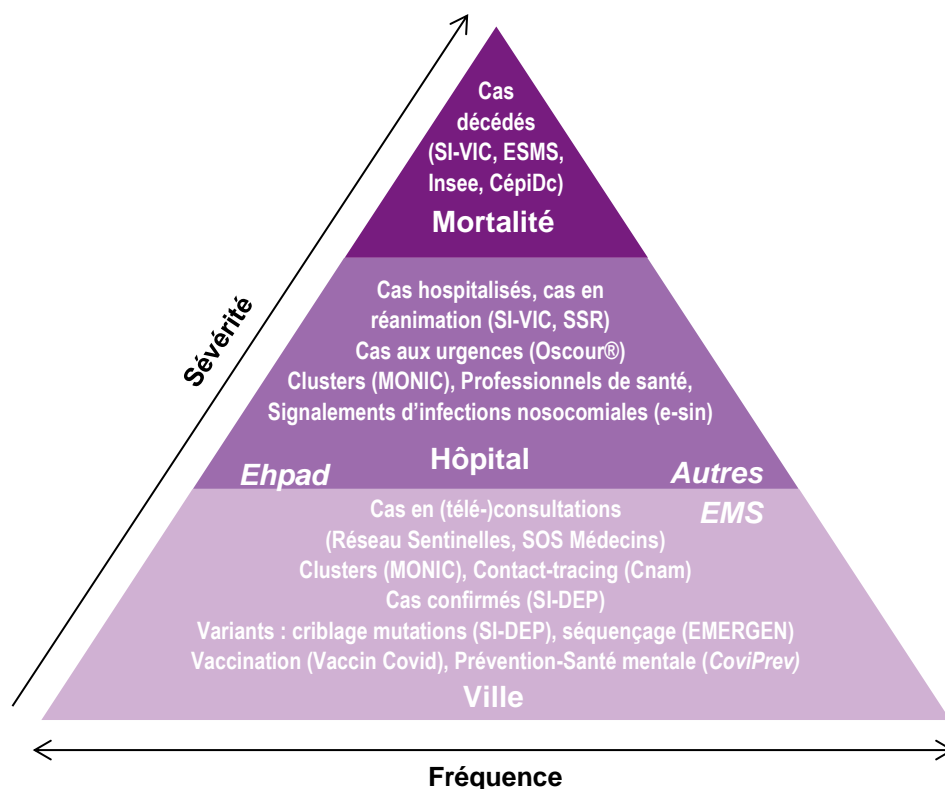 Cas
décédés
(SI-VIC, ESMS,
Insee, CépiDc)
Mortalité
Sévérité
Cas hospitalisés, cas en
réanimation (SI-VIC, SSR)
Cas aux urgences (Oscour®)
Clusters (MONIC), Professionnels de santé,
Signalements d’infections nosocomiales (e-sin)
Hôpital
Ehpad
Autres
EMS
Cas en (télé-)consultations
(Réseau Sentinelles, SOS Médecins)
Clusters (MONIC), Contact-tracing (Cnam)
Cas confirmés (SI-DEP)
Variants : criblage mutations (SI-DEP), séquençage (EMERGEN)
Vaccination (Vaccin Covid), Prévention-Santé mentale (CoviPrev)
Ville
Fréquence